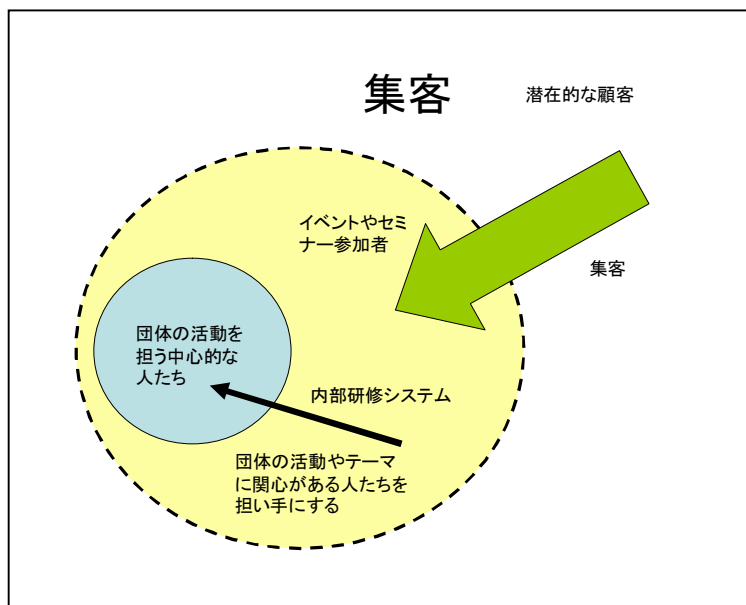 集客
潜在的な顧客
イベントやセミ
ナー参加者
集客
団体の活動を
担う中心的な
人たち
内部研修システム
団体の活動やテーマ
に関心がある人たちを
担い手にする